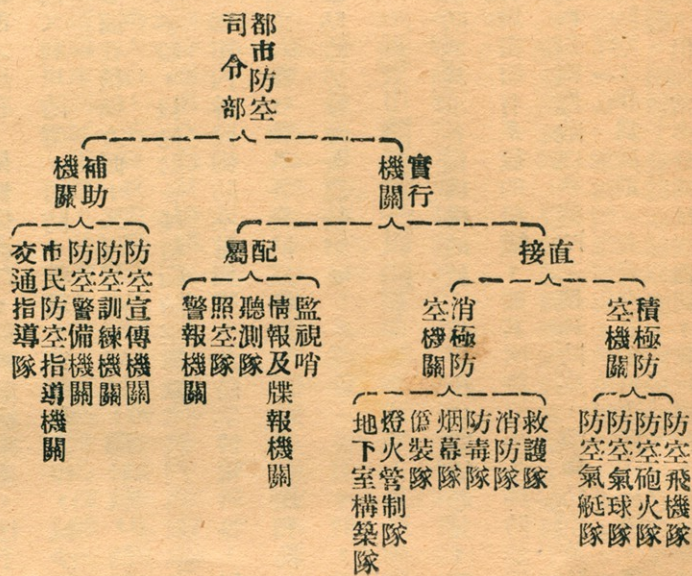 都市防空
司令部
實行
機關
補助
機關
直接
配屬
積極防
空機關
消極防
空機關
防空飛機隊
防空砲火隊
防空氣球隊
防空氣艇隊
救護隊
消防隊
防毒隊
烟幕隊
僞裝隊
燈火管制隊
地下室構築隊
監視哨
情報及牒報機關
聽測隊
照空隊
警報機關
防空宣傳機關
防空訓練機關
防空警備機關
市民防空指導機關
交通指導隊